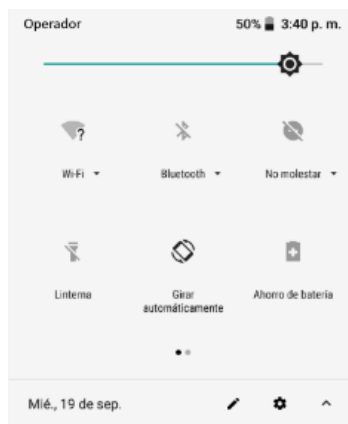 Operador 50% 3:40 p. m.
?
Wi-Fi Bluetooth No molestar
Linterna Girar Ahorro de batería
automáticamente
Mié., 19 de sep.